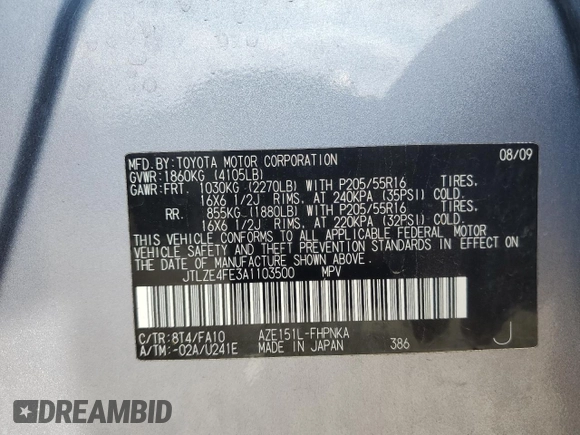 MFD. BY: TOYOTA MOTOR CORPORATION 08/09
GVWR: 1860KG (4105LB)
GAWR: FRT. 1030KG (2270LB) WITH P205/55R16 TIRES,
16X6 1/2J RIMS, AT 240KPA (35PSI) COLD.
RR. 855KG (1880LB) WITH P205/55R16 TIRES,
16X6 1/2J RIMS, AT 220KPA (32PSI) COLD.
THIS VEHICLE CONFORMS TO ALL APPLICABLE FEDERAL MOTOR
VEHICLE SAFETY AND THEFT PREVENTION STANDARDS IN EFFECT ON
THE DATE OF MANUFACTURE SHOWN ABOVE.
JTLZE4FE3A1103500 MPV
C/TR: 8T4/FA10 AZE151L-FHPNKA
A/TM: -02A/U241E MADE IN JAPAN 386 J
DREAMBID